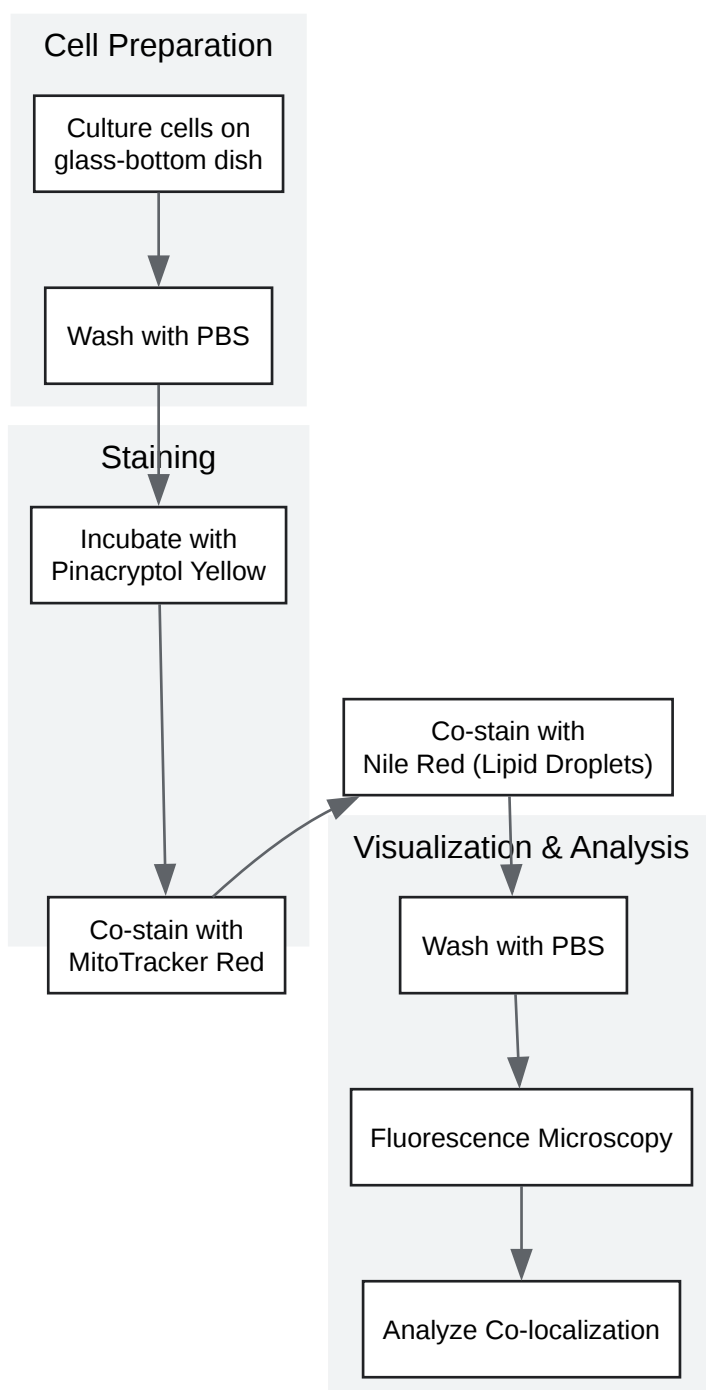 Cell Preparation
Culture cells on
glass-bottom dish
Wash with PBS
Staining
Incubate with
Pinacryptol Yellow
Co-stain with
MitoTracker Red
Co-stain with
Nile Red (Lipid Droplets)
Visualization & Analysis
Wash with PBS
Fluorescence Microscopy
Analyze Co-localization